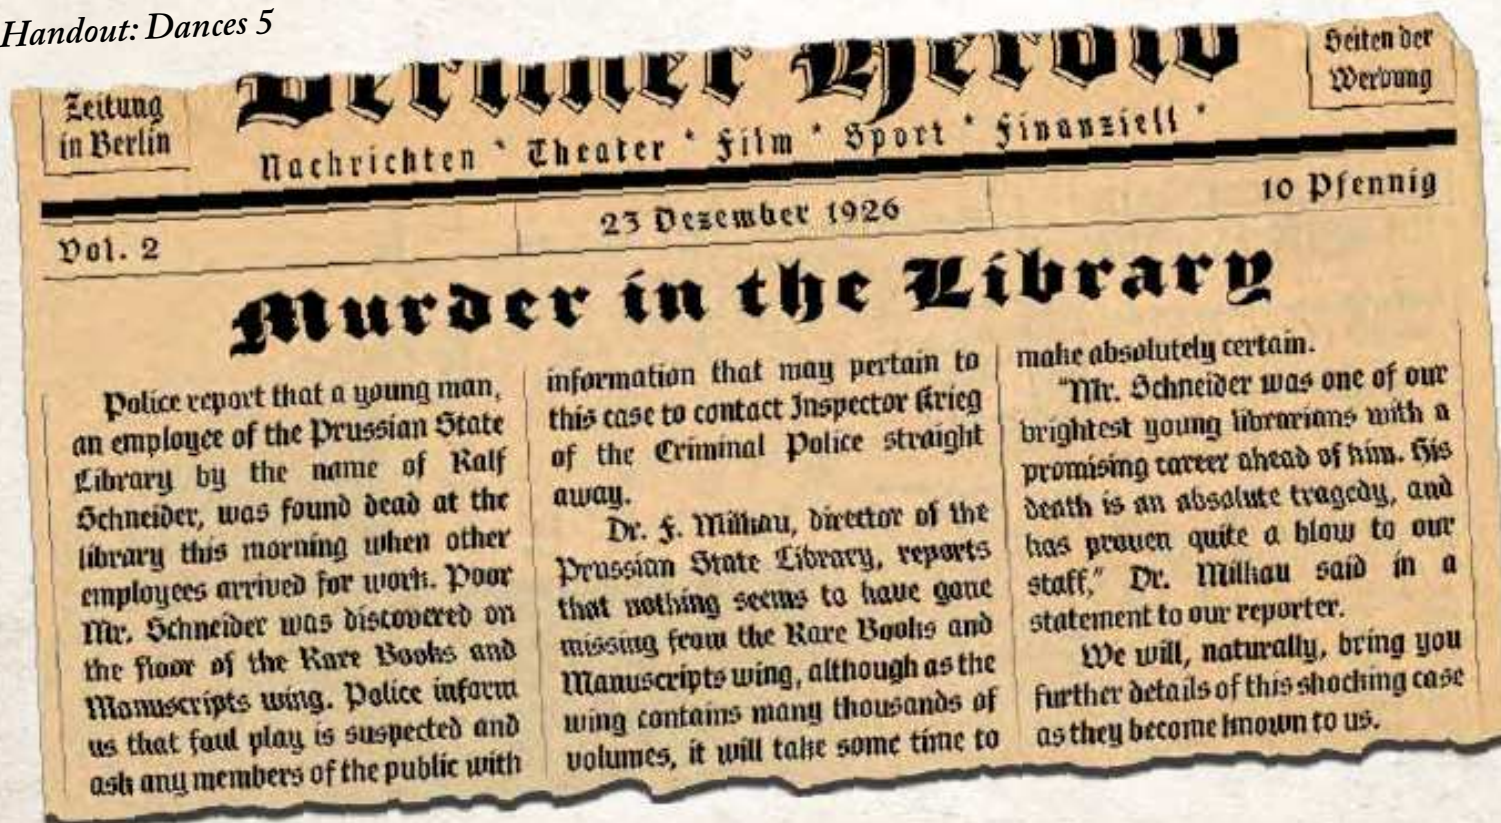 Handout: Dances 5
Zeitung
in Berlin
Berliner Herold
Seiten der
Werbung
Nachrichten * Theater * Film * Sport * Finanziell *
Vol. 2
23 Dezember 1926
10 Pfennig
Murder in the Library
Police report that a young man,
an employee of the Prussian State
Library by the name of Ralf
Schneider, was found dead at the
library this morning when other
employees arrived for work. Poor
Mr. Schneider was discovered on
the floor of the Rare Books and
Manuscripts wing. Police inform
us that foul play is suspected and
ask any members of the public with
information that may pertain to
this case to contact Inspector Krieg
of the Criminal Police straight
away.
Dr. F. Milkau, director of the
Prussian State Library, reports
that nothing seems to have gone
missing from the Rare Books and
Manuscripts wing, although as the
wing contains many thousands of
volumes, it will take some time to
make absolutely certain.
"Mr. Schneider was one of our
brightest young librarians with a
promising career ahead of him. His
death is an absolute tragedy, and
has proven quite a blow to our
staff," Dr. Milkau said in a
statement to our reporter.
We will, naturally, bring you
further details of this shocking case
as they become known to us.